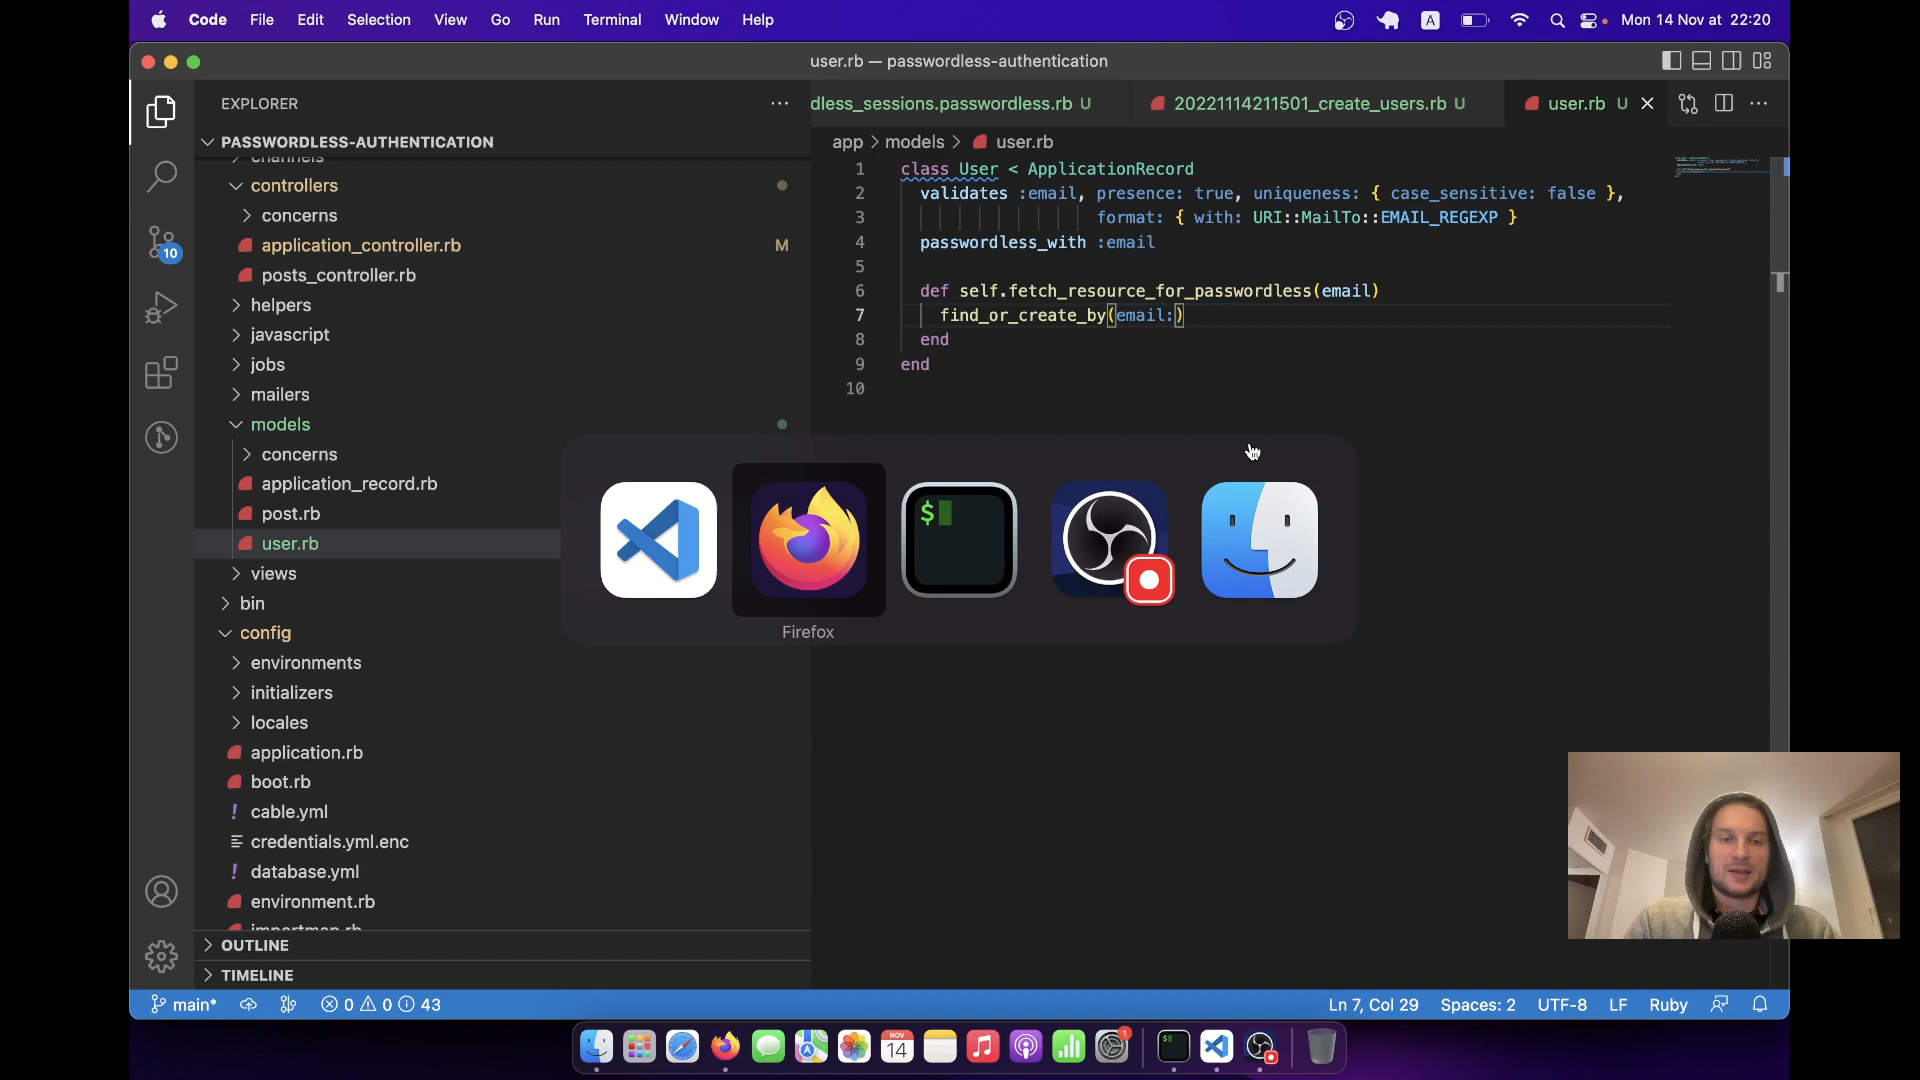 Code File Edit Selection View Go Run Terminal Window Help
A
Mon 14 Nov at 22:20
user.rb — passwordless-authentication
EXPLORER
PASSWORDLESS-AUTHENTICATION
channels
controllers
concerns
application_controller.rb M
posts_controller.rb
helpers
javascript
jobs
mailers
models
concerns
application_record.rb
post.rb
user.rb
views
bin
config
environments
initializers
locales
application.rb
boot.rb
! cable.yml
credentials.yml.enc
! database.yml
environment.rb
importmap.rb
OUTLINE
TIMELINE
10
dless_sessions.passwordless.rb U
20221114211501_create_users.rb U
user.rb U
app > models > user.rb
1 class User < ApplicationRecord
2 validates :email, presence: true, uniqueness: { case_sensitive: false },
3 format: { with: URI::MailTo::EMAIL_REGEXP }
4 passwordless_with :email
5
6 def self.fetch_resource_for_passwordless(email)
7 find_or_create_by(email:)
8 end
9 end
10
$
Firefox
main* 0 0 43
Ln 7, Col 29 Spaces: 2 UTF-8 LF Ruby
NOV
14
1
$